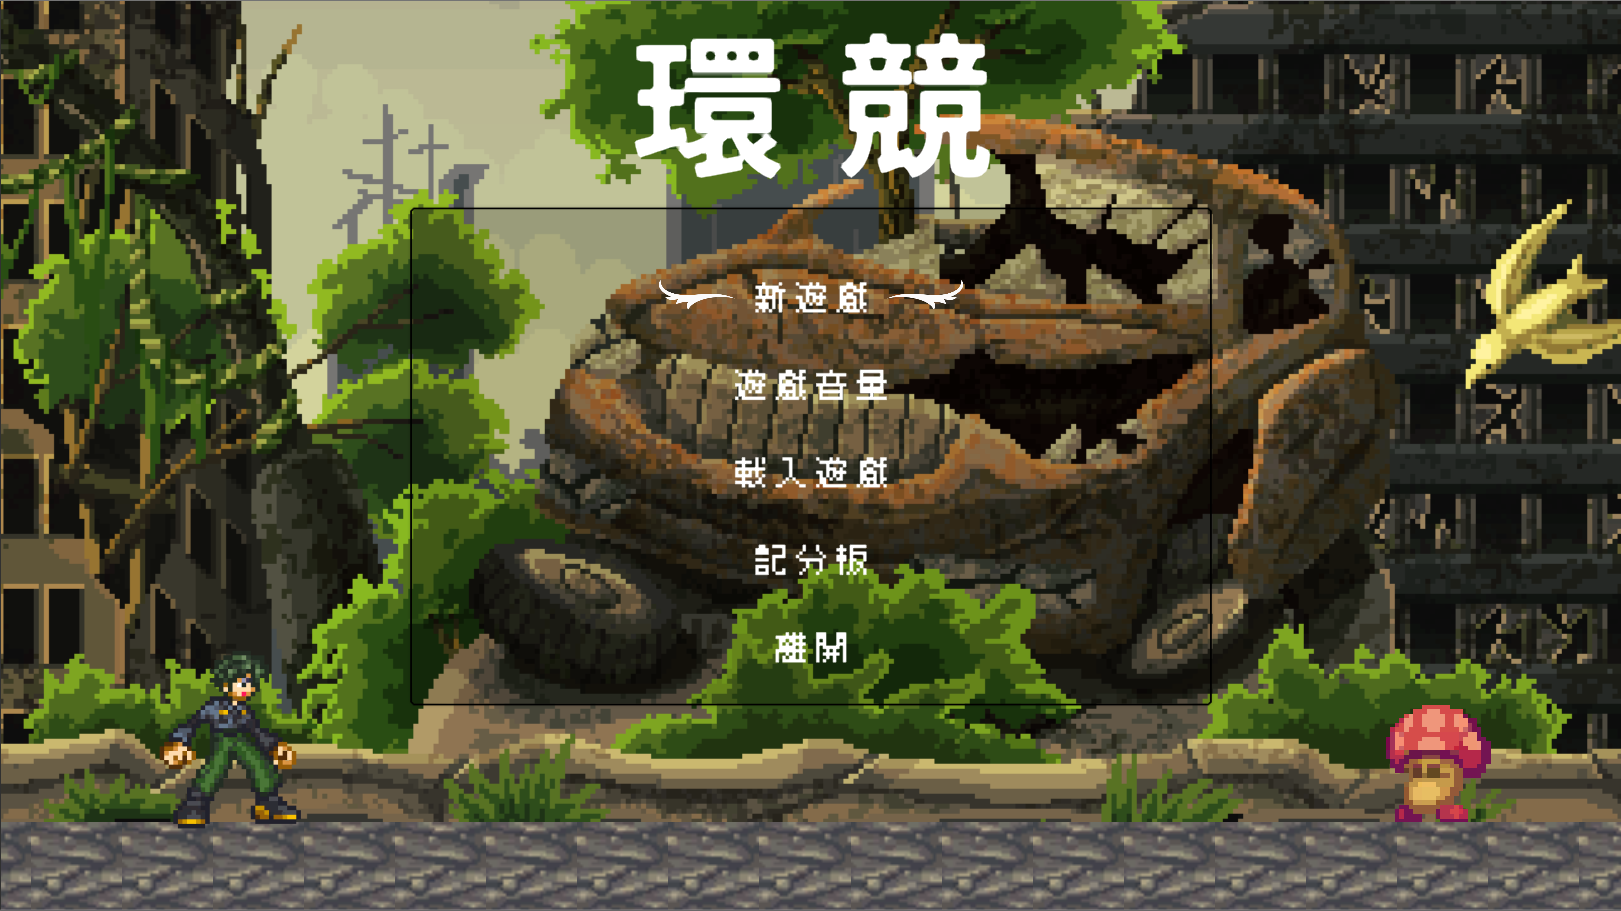 環 競
新遊戲
遊戲音量
載入遊戲
記分板
離開